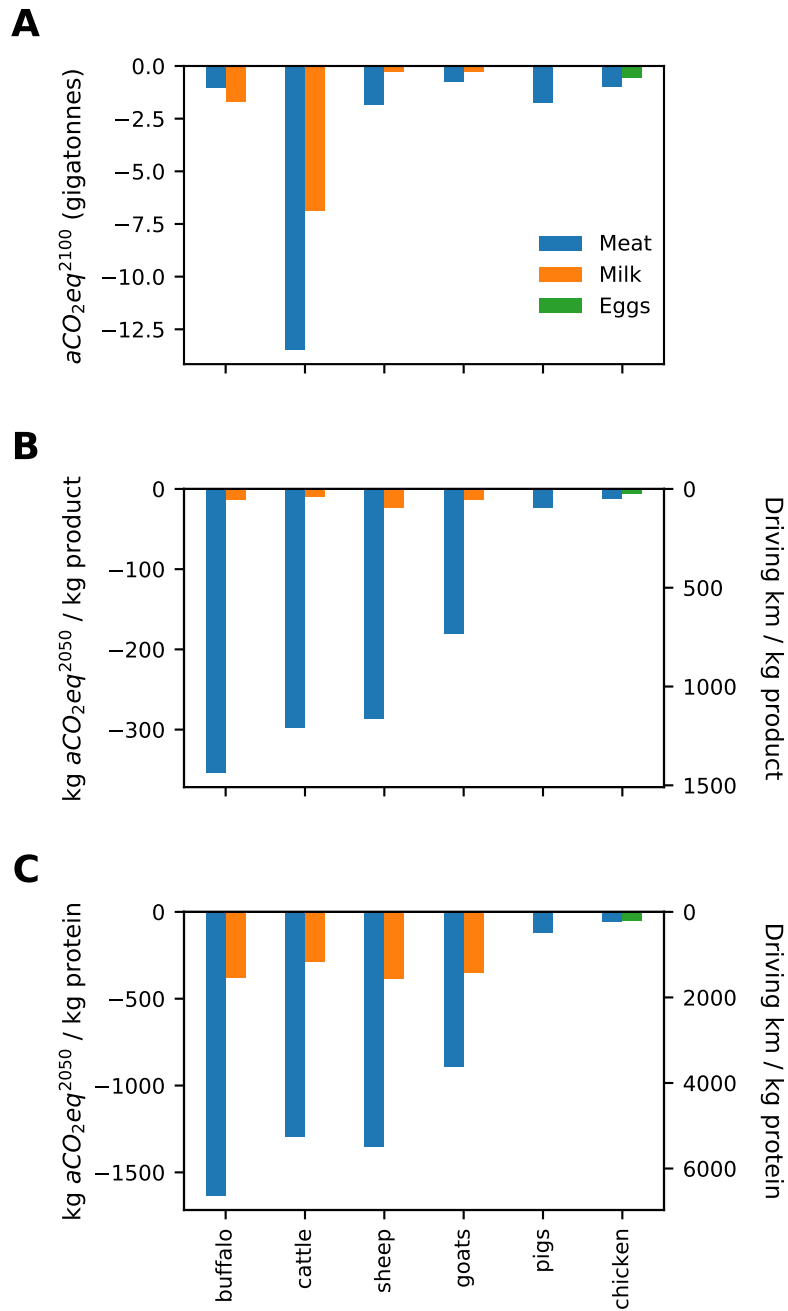 A
aCO₂eq²¹⁰⁰ (gigatonnes)
0.0
−2.5
−5.0
−7.5
−10.0
−12.5
Meat
Milk
Eggs
B
kg aCO₂eq²⁰⁵⁰ / kg product
0
−100
−200
−300
0
500
1000
1500
Driving km / kg product
C
kg aCO₂eq²⁰⁵⁰ / kg protein
0
−500
−1000
−1500
0
2000
4000
6000
Driving km / kg protein
buffalo
cattle
sheep
goats
pigs
chicken